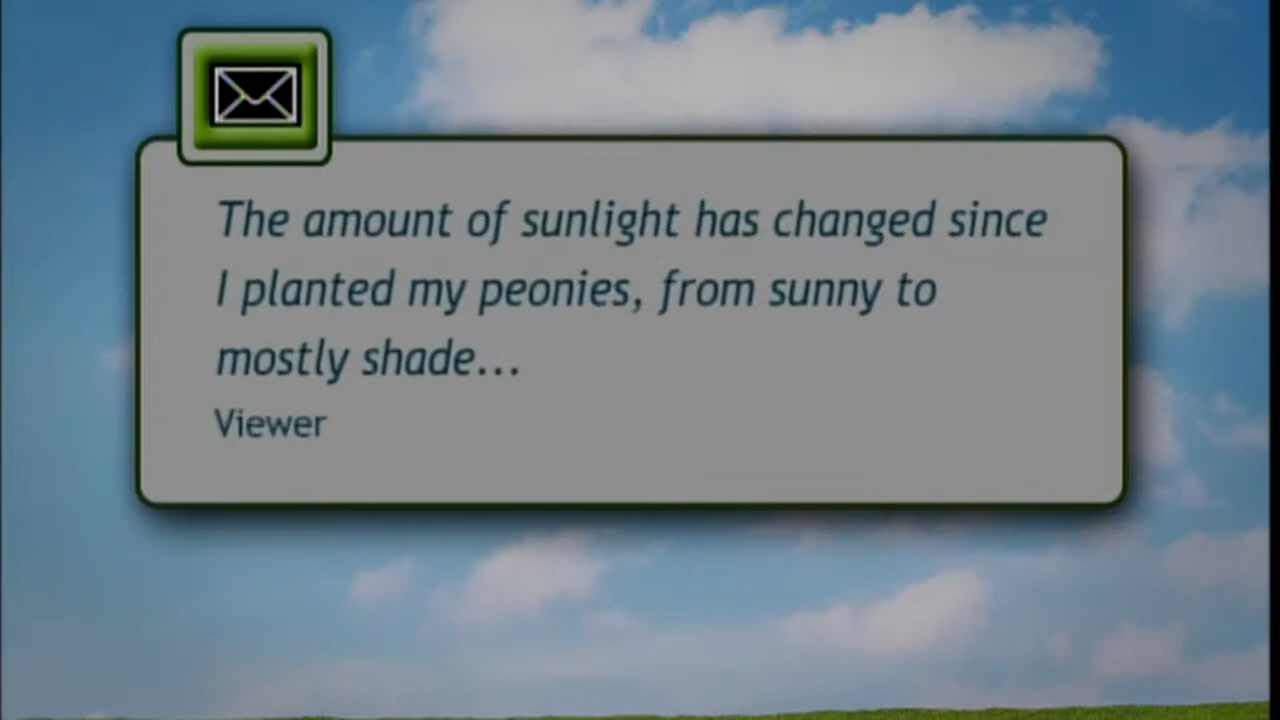 The amount of sunlight has changed since
I planted my peonies, from sunny to
mostly shade...
Viewer